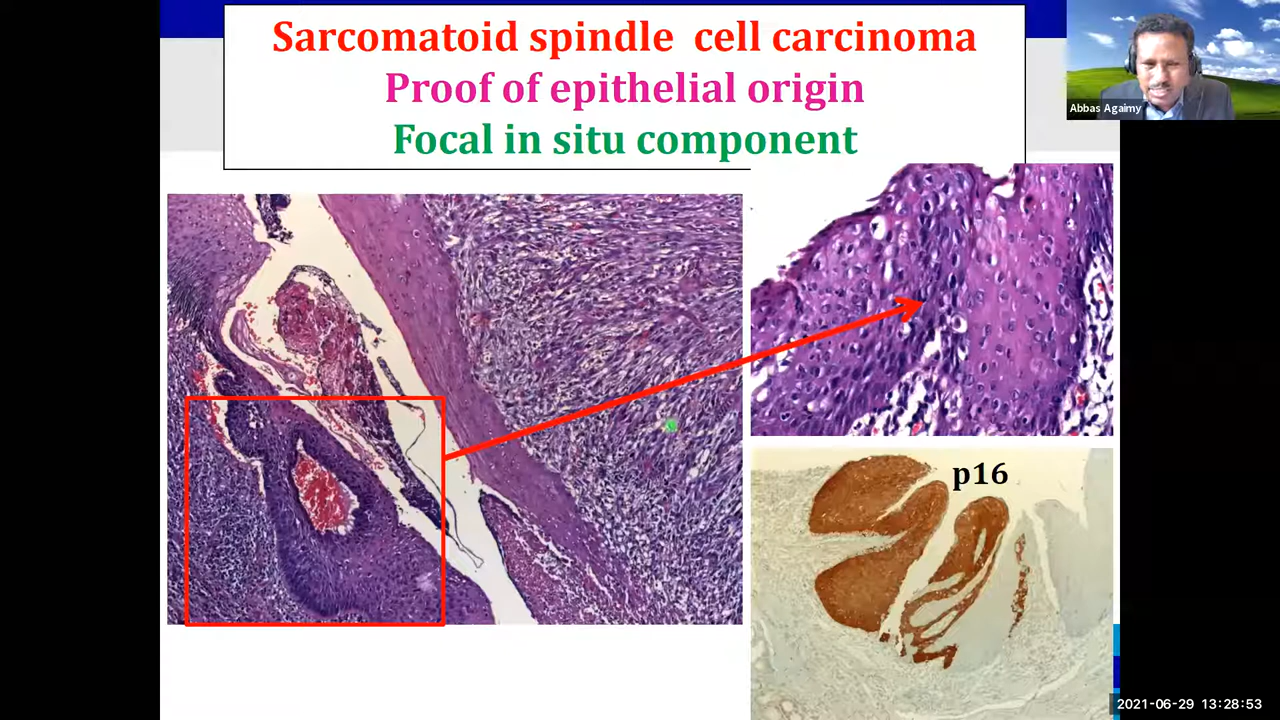 Sarcomatoid spindle cell carcinoma
Proof of epithelial origin
Focal in situ component
Abbas Agaimy
p16
2021-06-29 13:28:53